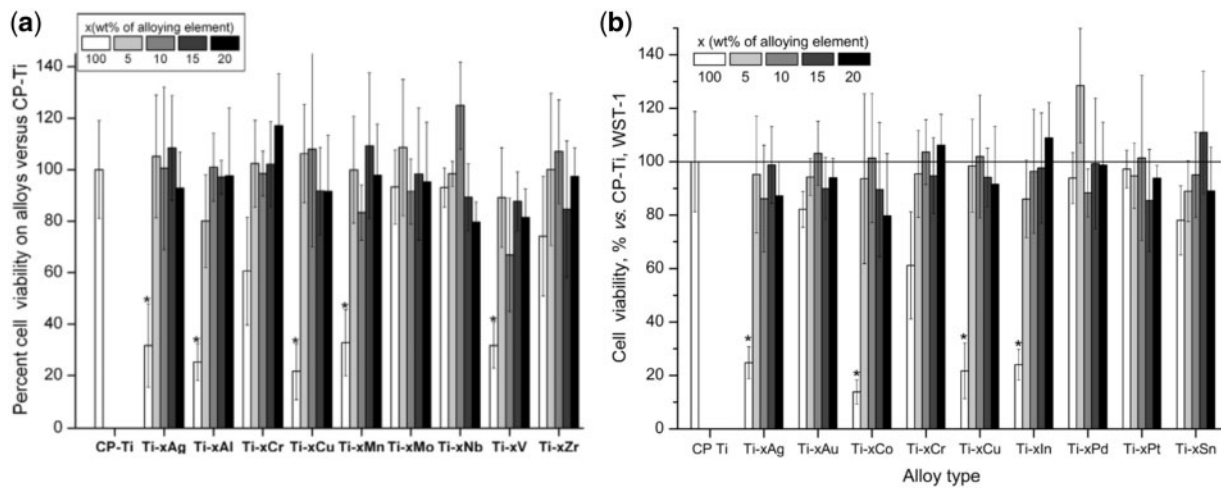 (a)
x(wt% of alloying element)
100 5 10 15 20
Percent cell viability on alloys versus CP-Ti
140
120
100
80
60
40
20
0
* * * * *
CP-Ti Ti-xAg Ti-xAl Ti-xCr Ti-xCu Ti-xMn Ti-xMo Ti-xNb Ti-xV Ti-xZr
(b)
x (wt% of alloying element)
100 5 10 15 20
Cell viability, % vs. CP-Ti, WST-1
140
120
100
80
60
40
20
0
* * * *
CP Ti Ti-xAg Ti-xAu Ti-xCo Ti-xCr Ti-xCu Ti-xIn Ti-xPd Ti-xPt Ti-xSn
Alloy type